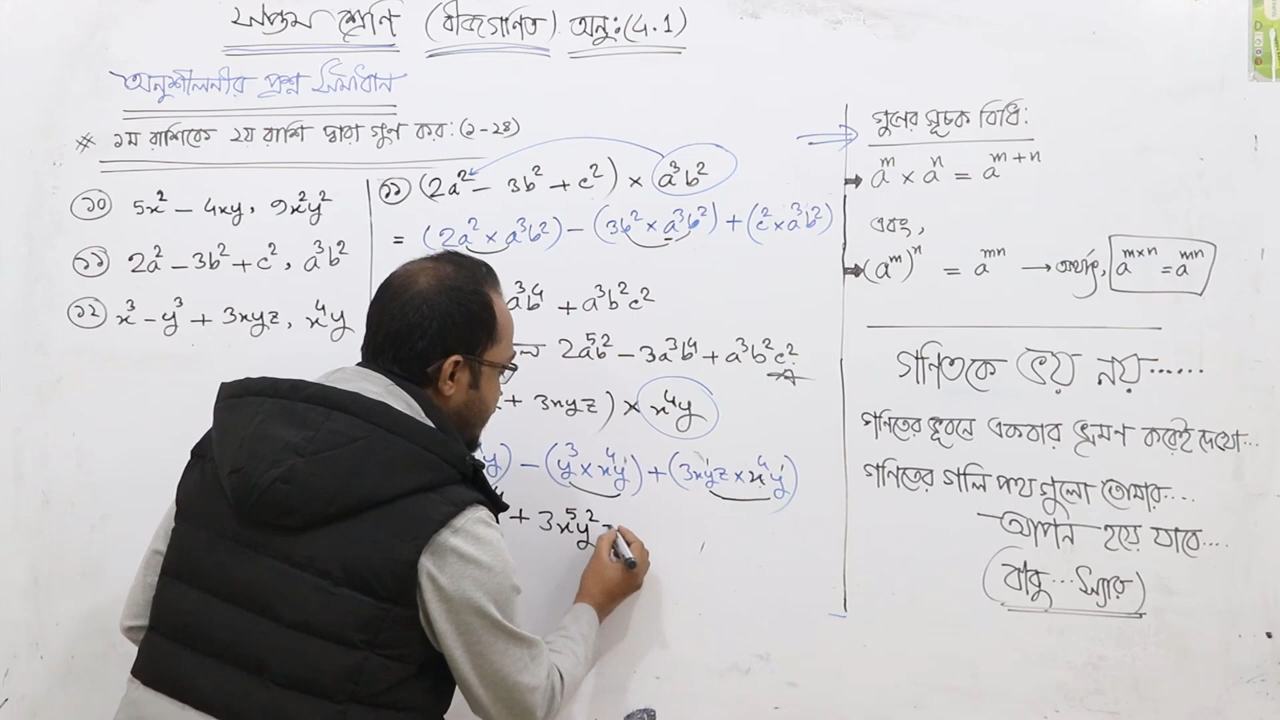 সপ্তম শ্রেণি (বীজগণিত) অনুঃ(4.1)
অনুশীলনীর প্রশ্ন সমাধান
* ১ম রাশিকে ২য় রাশি দ্বারা গুণ কর: (১-২৪)
১০ 5x² - 4xy, 9x²y²
১১ 2a² - 3b² + c², a³b²
১২ x³ - y³ + 3xyz, x⁴y
১১ (2a² - 3b² + c²) × a³b²
= (2a² × a³b²) - (3b² × a³b²) + (c² × a³b²)
a³b⁴ + a³b²c²
2a⁵b² - 3a³b⁴ + a³b²c²
+ 3xyz) × x⁴y
y) - (y³ × x⁴y) + (3xyz × x⁴y)
+ 3x⁵y²
গুণের সূচক বিধি:
aᵐ × aⁿ = aᵐ⁺ⁿ
এবং,
(aᵐ)ⁿ = aᵐⁿ → অর্থাৎ, aᵐˣⁿ = aᵐⁿ
গণিতকে ভয় নয়......
গণিতের ভূবনে একবার ভ্রমণ করেই দেখো...
গণিতের গলি পথ গুলো তোমার...
আপন হয়ে যাবে....
(বাবু... স্যার)